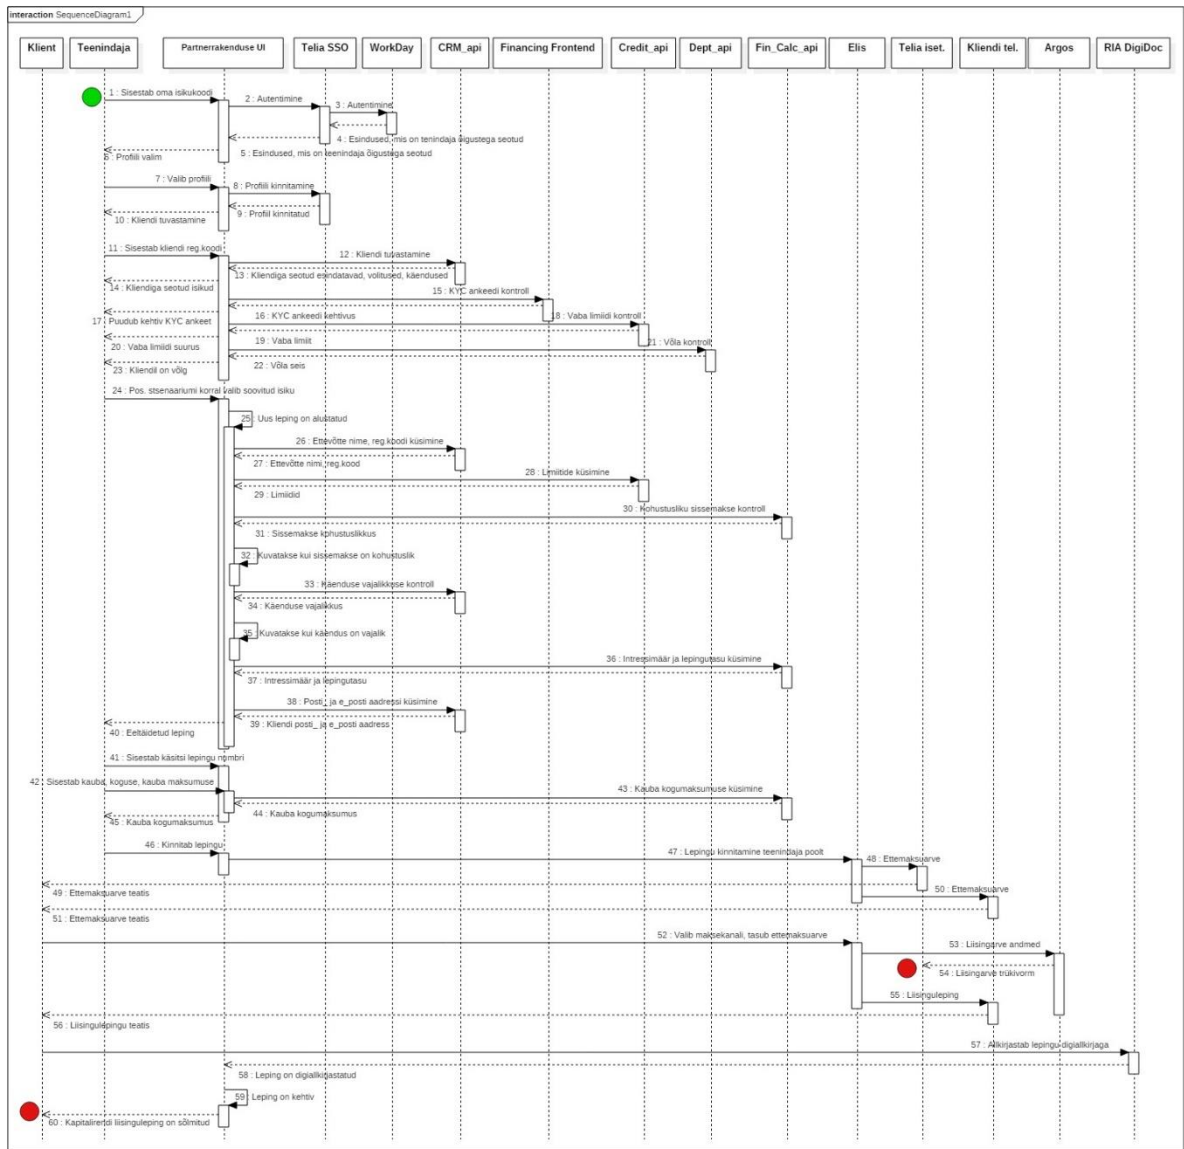 interaction SequenceDiagram1
Klient
Teenindaja
Partnerrakenduse UI
Telia SSO
WorkDay
CRM_api
Financing Frontend
Credit_api
Dept_api
Fin_Calc_api
Elis
Telia iset.
Kliendi tel.
Argos
RIA DigiDoc
1 : Sisestab oma isikukoodi
2 : Autentimine
3 : Autentimine
4 : Esindused, mis on tenindaja õigustega seotud
5 : Esindused, mis on teenindaja õigustega seotud
6 : Profiili valim
7 : Valib profiili
8 : Profiili kinnitamine
9 : Profiil kinnitatud
10 : Kliendi tuvastamine
11 : Sisestab kliendi reg.koodi
12 : Kliendi tuvastamine
13 : Kliendiga seotud esindatavad, volitused, käendused
14 : Kliendiga seotud isikud
15 : KYC ankeedi kontroll
16 : KYC ankeedi kehtivus
17 : Puudub kehtiv KYC ankeet
18 : Vaba limiidi kontroll
19 : Vaba limiit
20 : Vaba limiidi suurus
21 : Võla kontroll
22 : Võla seis
23 : Kliendil on võlg
24 : Pos. stsenaariumi korral valib soovitud isiku
25 : Uus leping on alustatud
26 : Ettevõtte nime, reg.koodi küsimine
27 : Ettevõtte nimi, reg.kood
28 : Limiitide küsimine
29 : Limiidid
30 : Kohustusliku sissemakse kontroll
31 : Sissemakse kohustuslikkus
32 : Kuvatakse kui sissemakse on kohustuslik
33 : Käenduse vajalikkuse kontroll
34 : Käenduse vajalikkus
35 : Kuvatakse kui käendus on vajalik
36 : Intressimäär ja lepingutasu küsimine
37 : Intressimäär ja lepingutasu
38 : Posti_ ja e_posti aadressi küsimine
39 : Kliendi posti_ ja e_posti aadress
40 : Eeltäidetud leping
41 : Sisestab käsitsi lepingu numbri
42 : Sisestab kauba, koguse, kauba maksumuse
43 : Kauba kogumaksumuse küsimine
44 : Kauba kogumaksumus
45 : Kauba kogumaksumus
46 : Kinnitab lepingu
47 : Lepingu kinnitamine teenindaja poolt
48 : Ettemaksuarve
49 : Ettemaksuarve teatis
50 : Ettemaksuarve
51 : Ettemaksuarve teatis
52 : Valib maksekanali, tasub ettemaksuarve
53 : Liisingarve andmed
54 : Liisingarve trükivorm
55 : Liisinguleping
56 : Liisingulepingu teatis
57 : Allkirjastab lepingu digiallkirjaga
58 : Leping on digiallkirjastatud
59 : Leping on kehtiv
60 : Kapitalirendi liisinguleping on sõlmitud